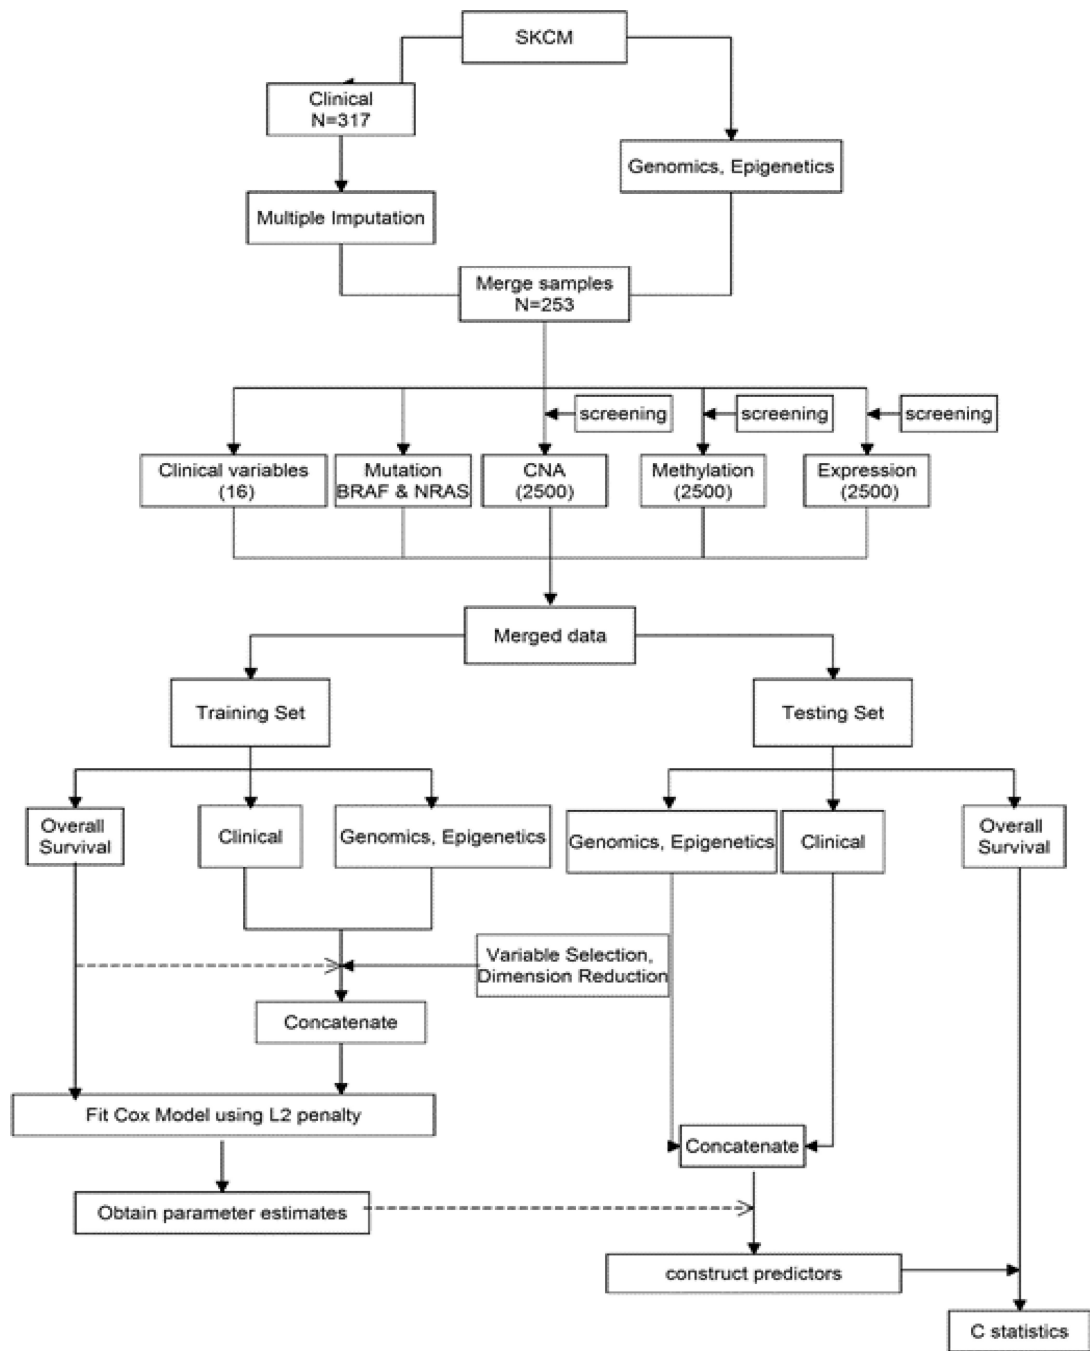 SKCM
Clinical
N=317
Genomics, Epigenetics
Multiple Imputation
Merge samples
N=253
screening
screening
screening
Clinical variables
(16)
Mutation
BRAF & NRAS
CNA
(2500)
Methylation
(2500)
Expression
(2500)
Merged data
Training Set
Testing Set
Overall
Survival
Clinical
Genomics, Epigenetics
Genomics, Epigenetics
Clinical
Overall
Survival
Variable Selection,
Dimension Reduction
Concatenate
Fit Cox Model using L2 penalty
Concatenate
Obtain parameter estimates
construct predictors
C statistics